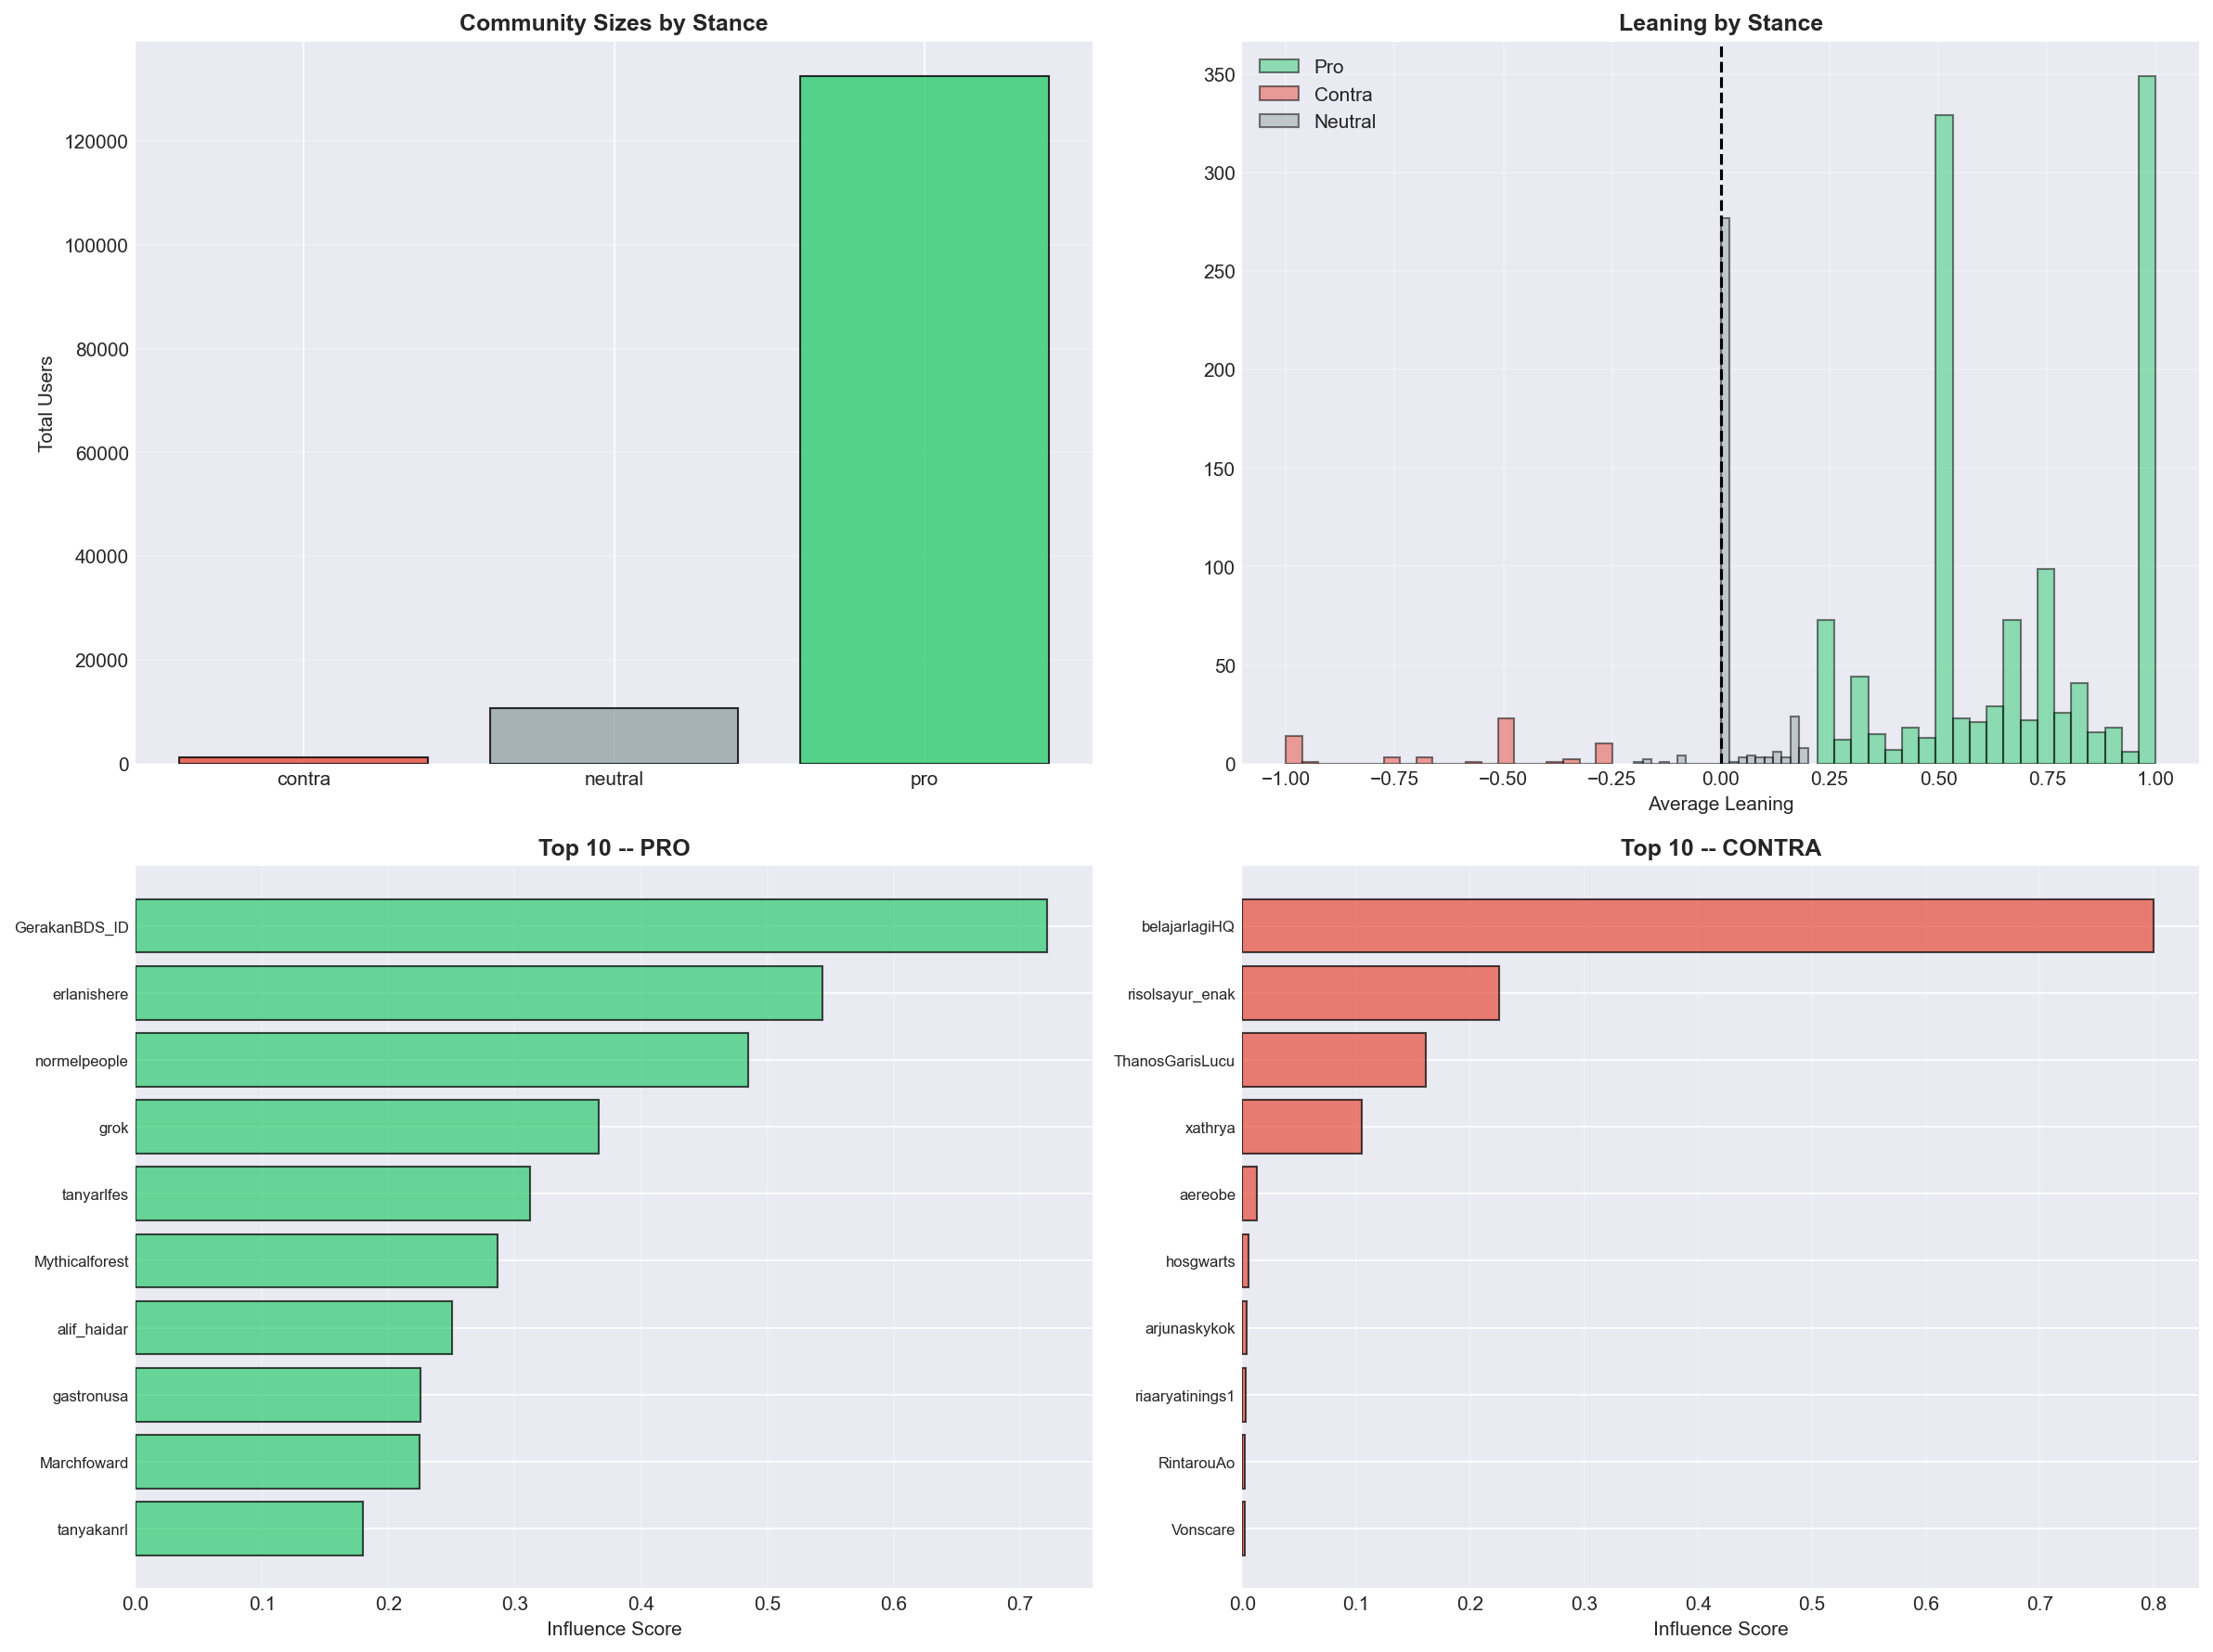 Community Sizes by Stance
Total Users
120000
100000
80000
60000
40000
20000
0
contra neutral pro
Leaning by Stance
Pro
Contra
Neutral
350
300
250
200
150
100
50
0
−1.00 −0.75 −0.50 −0.25 0.00 0.25 0.50 0.75 1.00
Average Leaning
Top 10 -- PRO
GerakanBDS_ID
erlanishere
normelpeople
grok
tanyarlfes
Mythicalforest
alif_haidar
gastronusa
Marchfoward
tanyakanrl
0.0 0.1 0.2 0.3 0.4 0.5 0.6 0.7
Influence Score
Top 10 -- CONTRA
belajarlagiHQ
risolsayur_enak
ThanosGarisLucu
xathrya
aereobe
hosgwarts
arjunaskykok
riaaryatinings1
RintarouAo
Vonscare
0.0 0.1 0.2 0.3 0.4 0.5 0.6 0.7 0.8
Influence Score